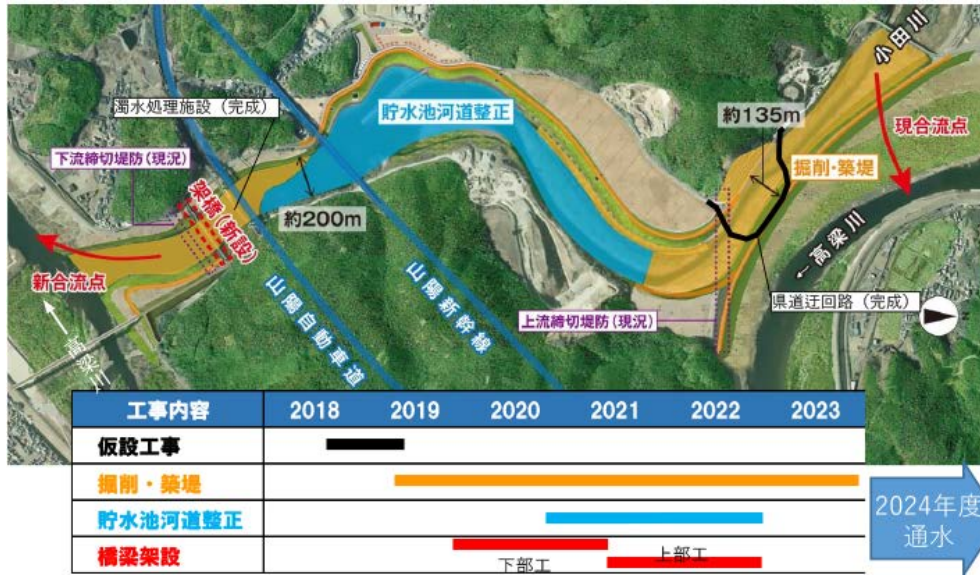 小田川
濁水処理施設（完成）
貯水池河道整正
約135m
現合流点
下流締切堤防（現況）
掘削・築堤
架橋（新設）
約200m
←高梁川
新合流点
県道迂回路（完成）
山陽自動車道
山陽新幹線
上流締切堤防（現況）
高梁川
工事内容 2018 2019 2020 2021 2022 2023
仮設工事
掘削・築堤
貯水池河道整正
橋梁架設
下部工
上部工
2024年度
通水